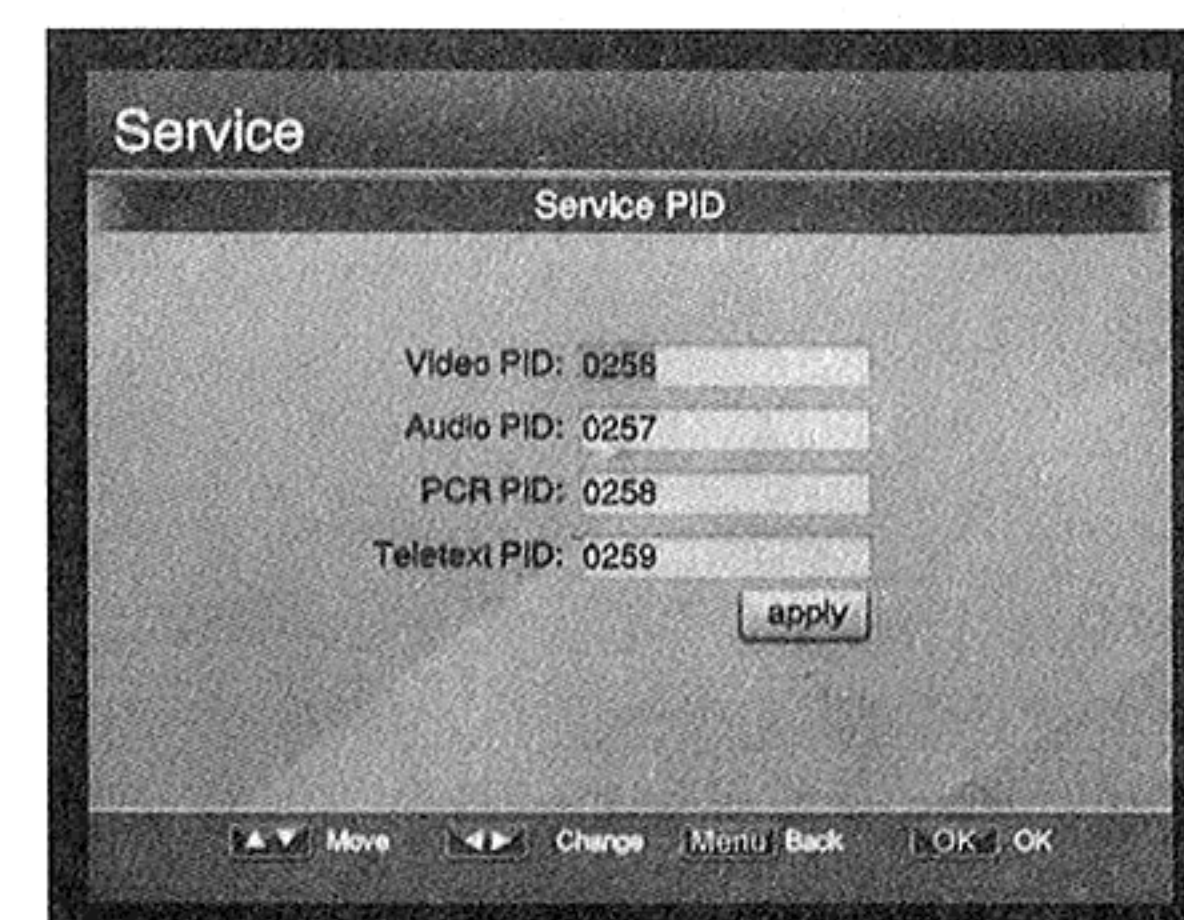 Service
Service PID
Video PID: 0256
Audio PID: 0257
PCR PID: 0258
Teletext PID: 0259
apply
▲▼ Move ◀▶ Change Menu Back OK OK